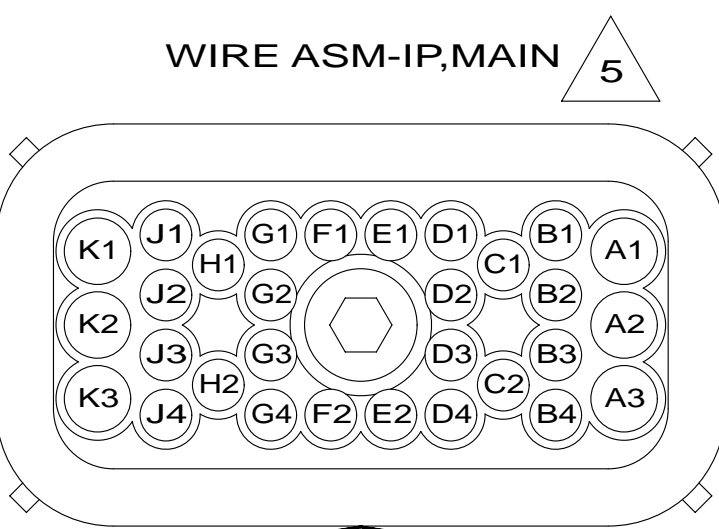 WIRE ASM-IP,MAIN 5
J1 G1 F1 E1 D1 B1
K1 H1 C1 A1
J2 G2 D2 B2
K2 A2
J3 G3 D3 B3
K3 H2 C2 A3
J4 G4 F2 E2 D4 B4